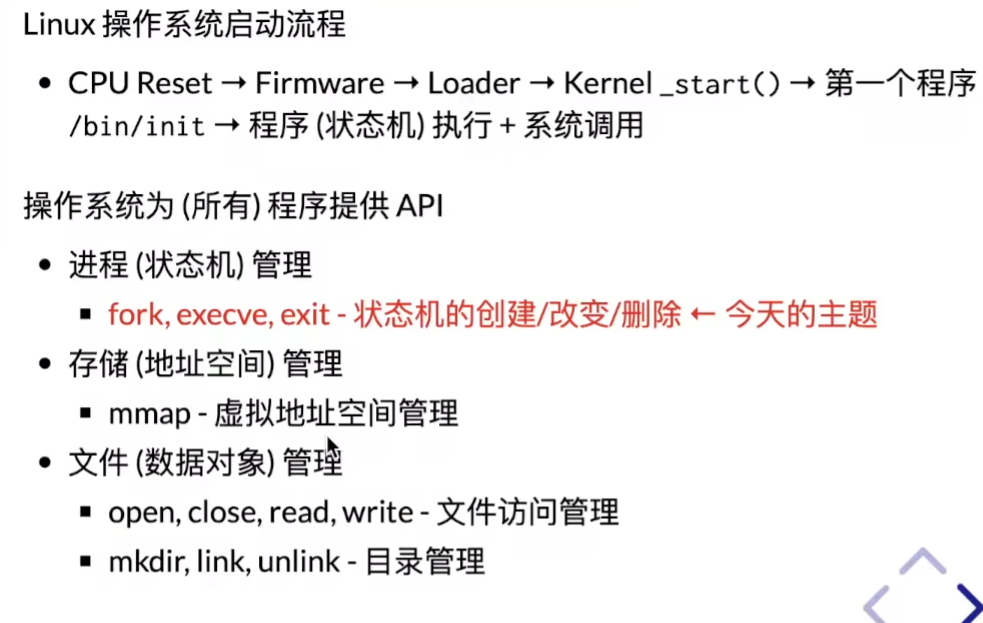 Linux 操作系统启动流程
• CPU Reset → Firmware → Loader → Kernel _start() → 第一个程序
/bin/init → 程序 (状态机) 执行 + 系统调用
操作系统为 (所有) 程序提供 API
• 进程 (状态机) 管理
▪ fork, execve, exit - 状态机的创建/改变/删除 ← 今天的主题
• 存储 (地址空间) 管理
▪ mmap - 虚拟地址空间管理
• 文件 (数据对象) 管理
▪ open, close, read, write - 文件访问管理
▪ mkdir, link, unlink - 目录管理